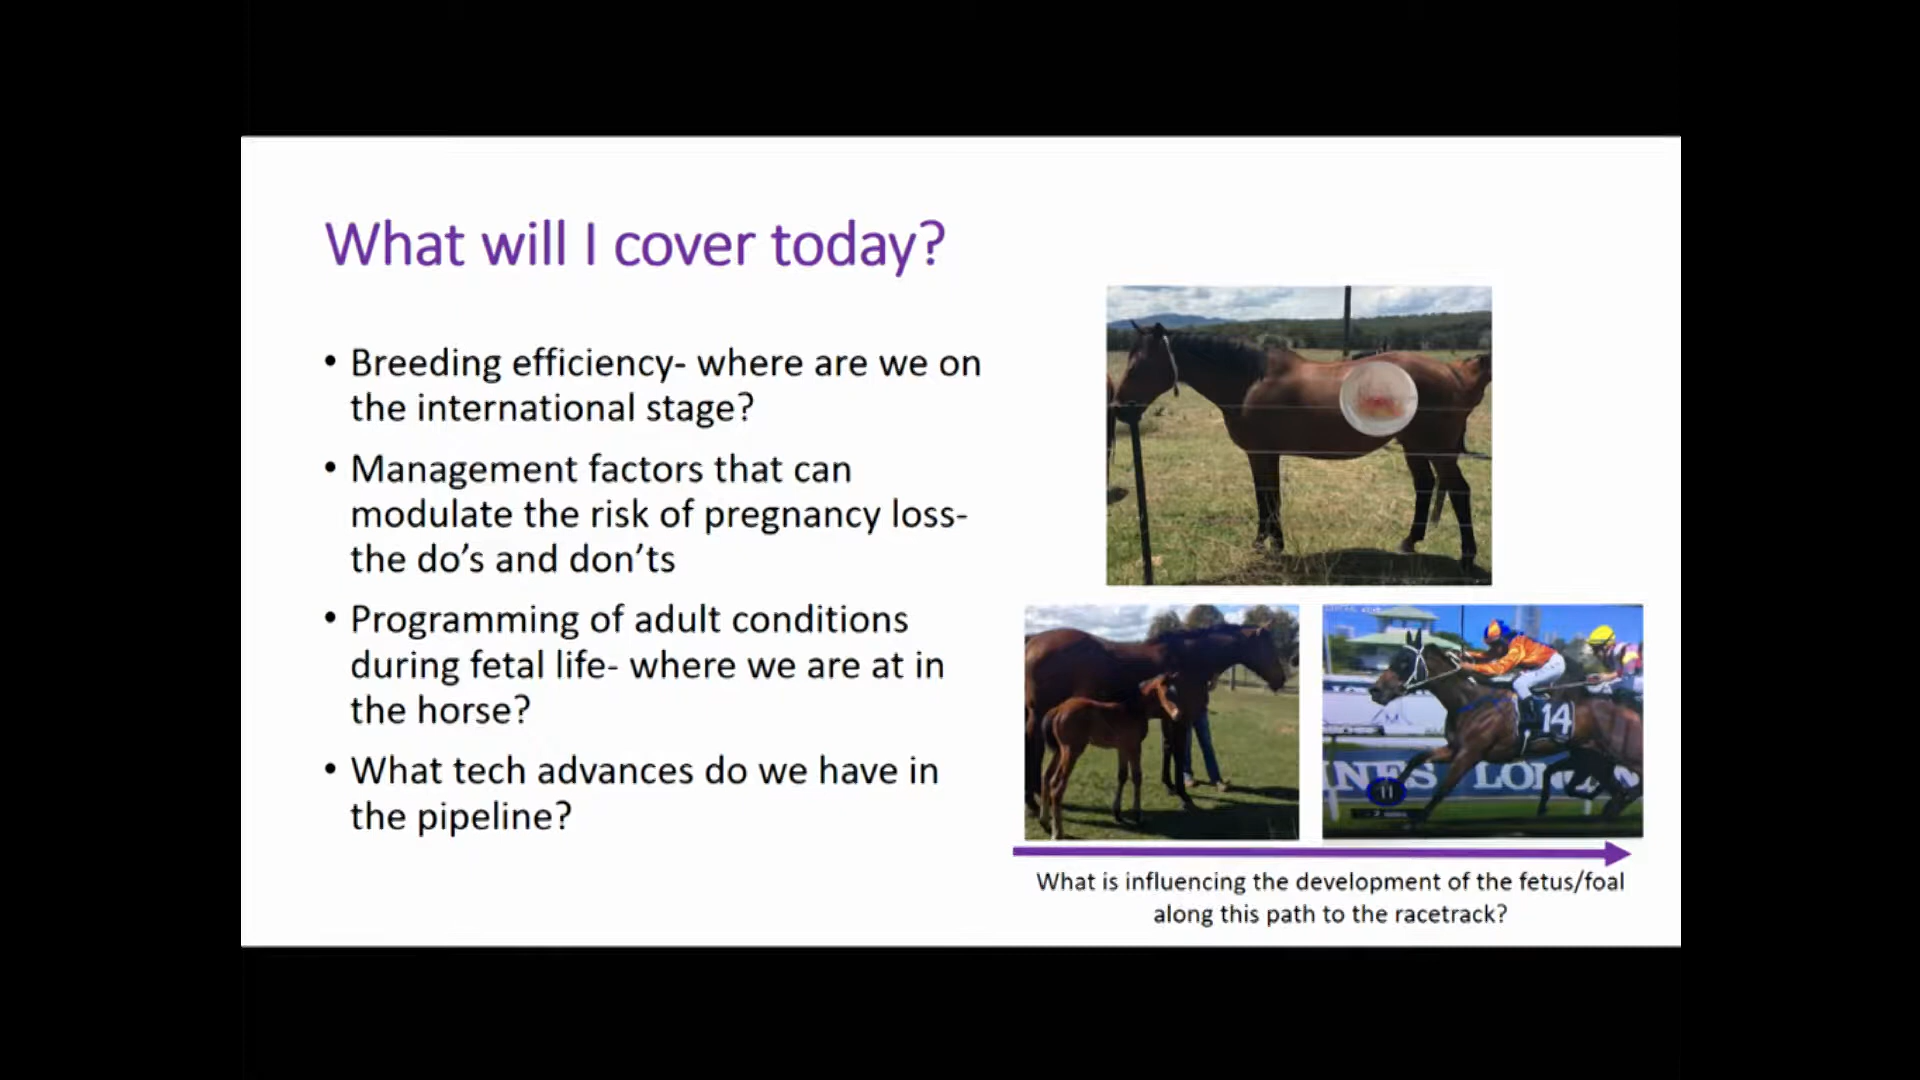 What will I cover today?
• Breeding efficiency- where are we on
the international stage?
• Management factors that can
modulate the risk of pregnancy loss-
the do’s and don’ts
• Programming of adult conditions
during fetal life- where we are at in
the horse?
• What tech advances do we have in
the pipeline?
14
11
What is influencing the development of the fetus/foal
along this path to the racetrack?